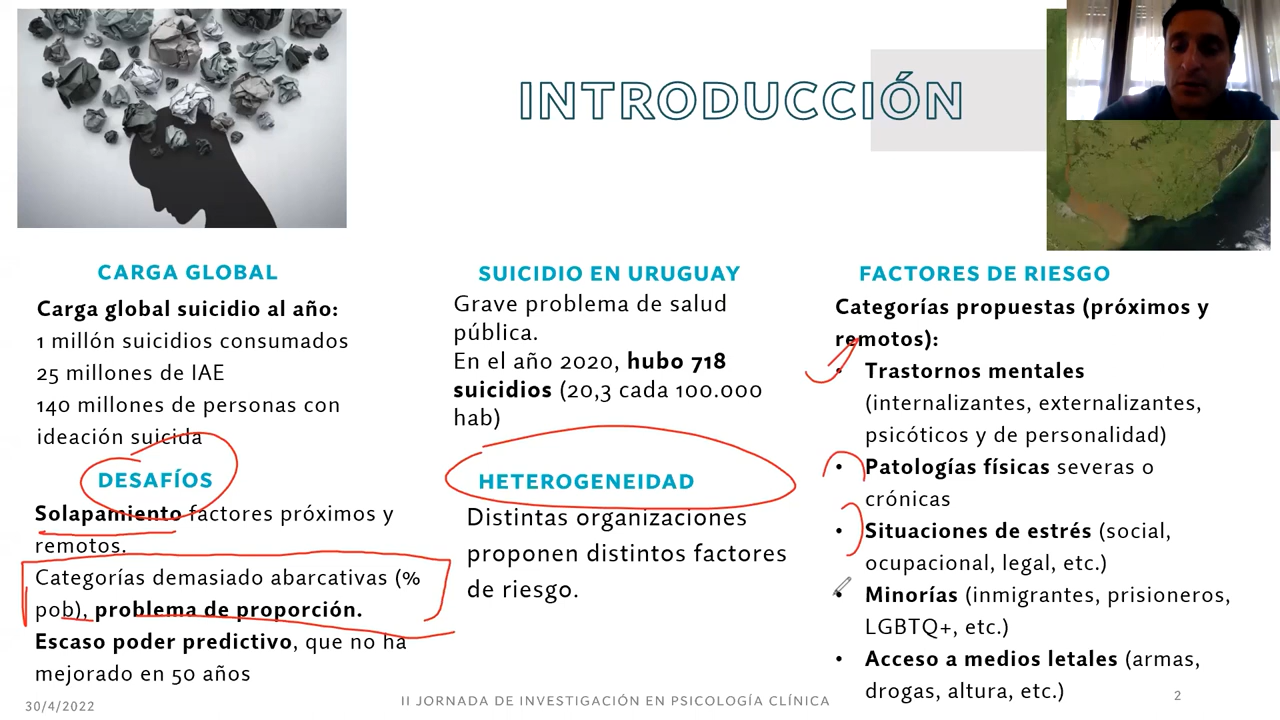 INTRODUCCIÓN
CARGA GLOBAL
Carga global suicidio al año:
1 millón suicidios consumados
25 millones de IAE
140 millones de personas con
ideación suicida
DESAFÍOS
Solapamiento factores próximos y
remotos.
Categorías demasiado abarcativas (%
pob), problema de proporción.
Escaso poder predictivo, que no ha
mejorado en 50 años
SUICIDIO EN URUGUAY
Grave problema de salud
pública.
En el año 2020, hubo 718
suicidios (20,3 cada 100.000
hab)
HETEROGENEIDAD
Distintas organizaciones
proponen distintos factores
de riesgo.
FACTORES DE RIESGO
Categorías propuestas (próximos y
remotos):
• Trastornos mentales
(internalizantes, externalizantes,
psicóticos y de personalidad)
• Patologías físicas severas o
crónicas
• Situaciones de estrés (social,
ocupacional, legal, etc.)
• Minorías (inmigrantes, prisioneros,
LGBTQ+, etc.)
• Acceso a medios letales (armas,
drogas, altura, etc.)
30/4/2022
II JORNADA DE INVESTIGACIÓN EN PSICOLOGÍA CLÍNICA
2